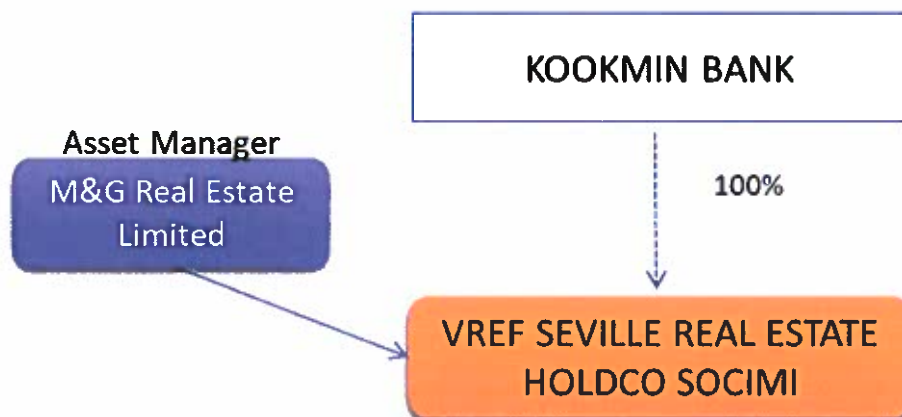 KOOKMIN BANK
Asset Manager
M&G Real Estate
Limited
100%
VREF SEVILLE REAL ESTATE
HOLDCO SOCIMI